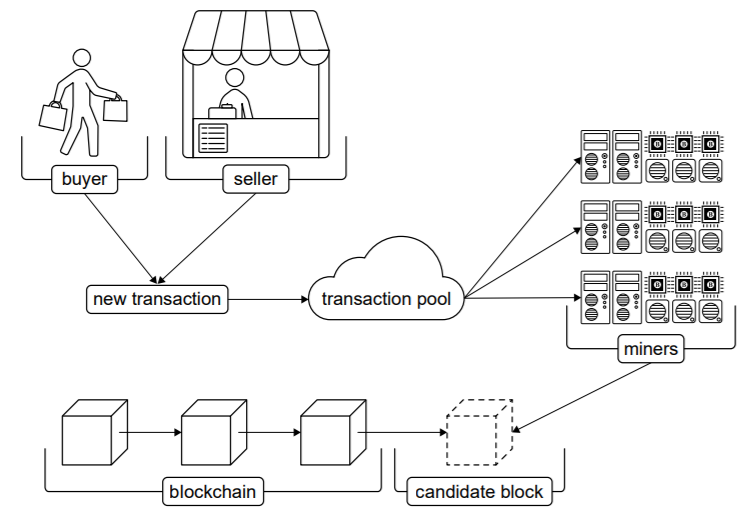 buyer
seller
new transaction
transaction pool
miners
blockchain
candidate block